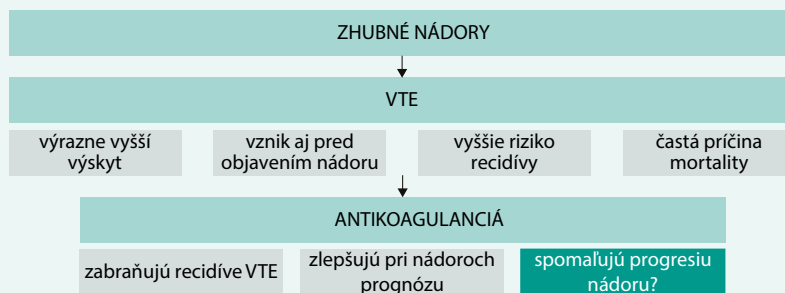 ZHUBNÉ NÁDORY
VTE
výrazne vyšší
výskyt
vznik aj pred
objavením nádoru
vyššie riziko
recidívy
častá príčina
mortality
ANTIKOAGULANCIÁ
zabraňujú recidíve VTE
zlepšujú pri nádoroch
prognózu
spomaľujú progresiu
nádoru?